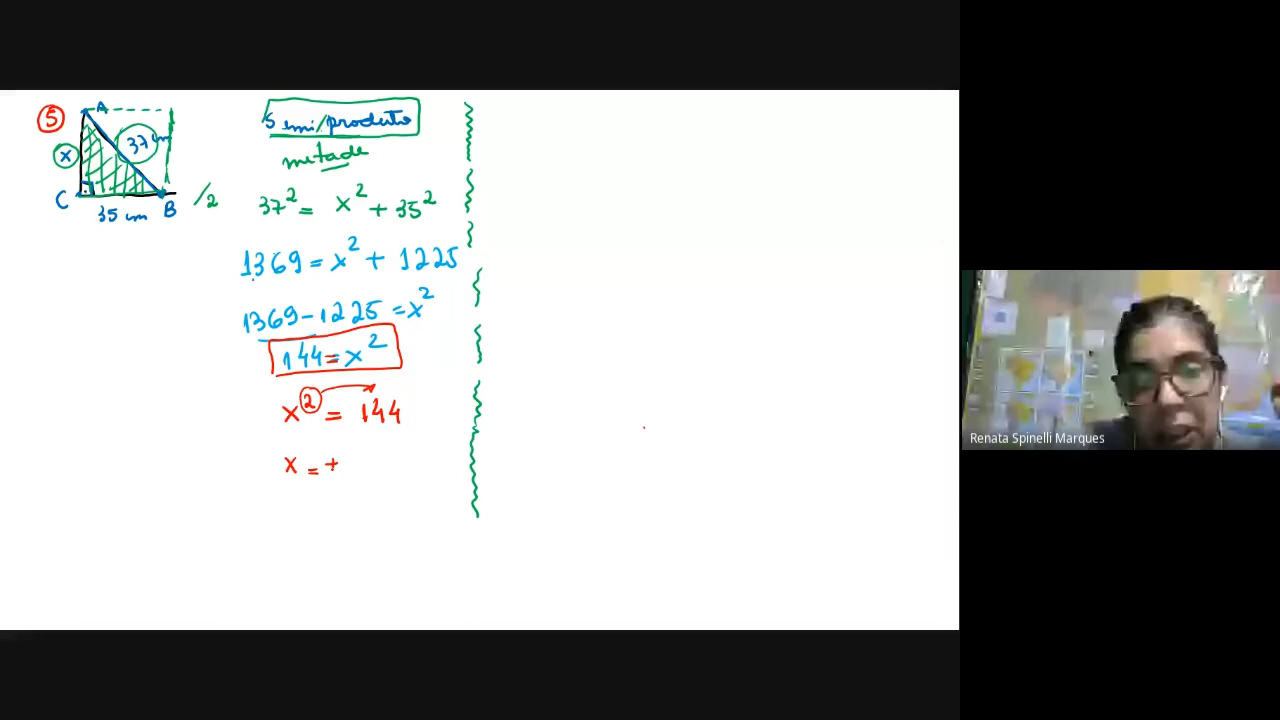 5
A
37 cm
x
C
35 cm
B
/2
Semi/produto
metade
37² = x² + 35²
1369 = x² + 1225
1369 - 1225 = x²
144 = x²
x² = 144
x = +
Renata Spinelli Marques